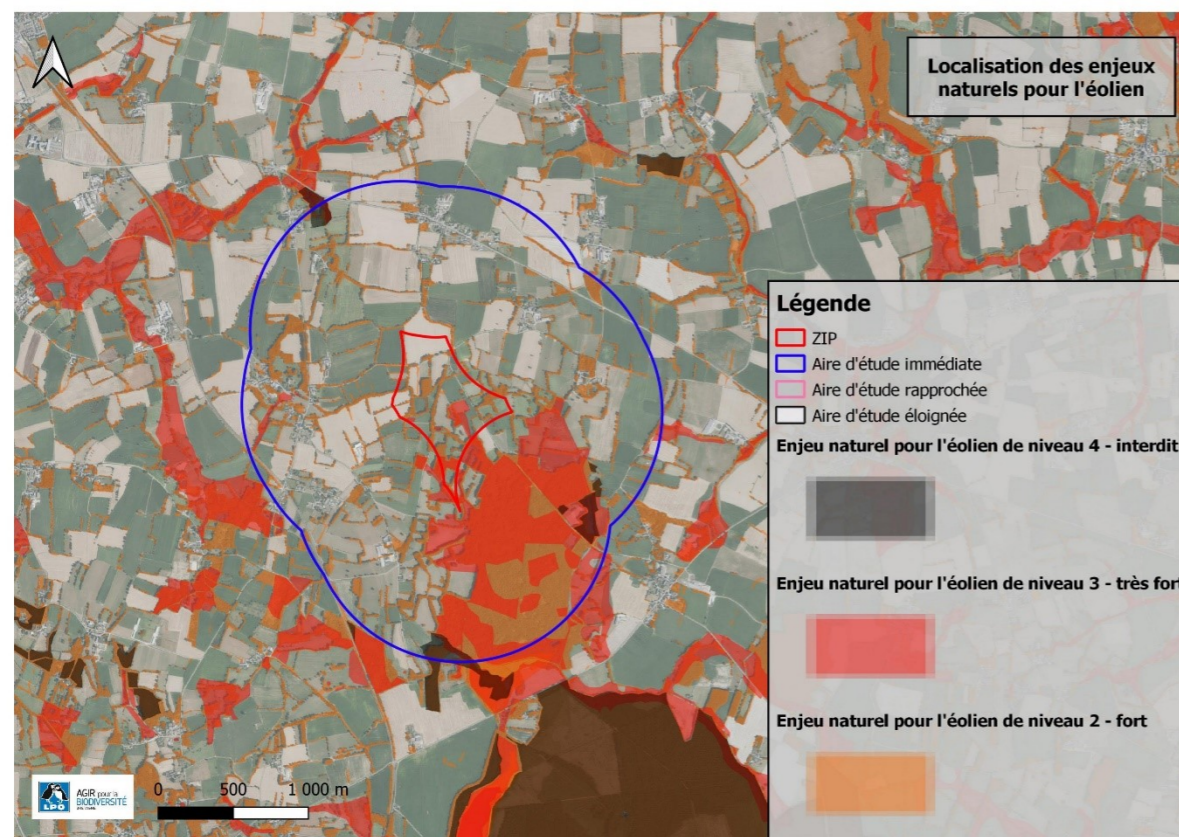 Localisation des enjeux
naturels pour l'éolien
Légende
ZIP
Aire d'étude immédiate
Aire d'étude rapprochée
Aire d'étude éloignée
Enjeu naturel pour l'éolien de niveau 4 - interdit
Enjeu naturel pour l'éolien de niveau 3 - très fort
Enjeu naturel pour l'éolien de niveau 2 - fort
LPO
AGIR pour la
BIODIVERSITÉ
0 500 1 000 m